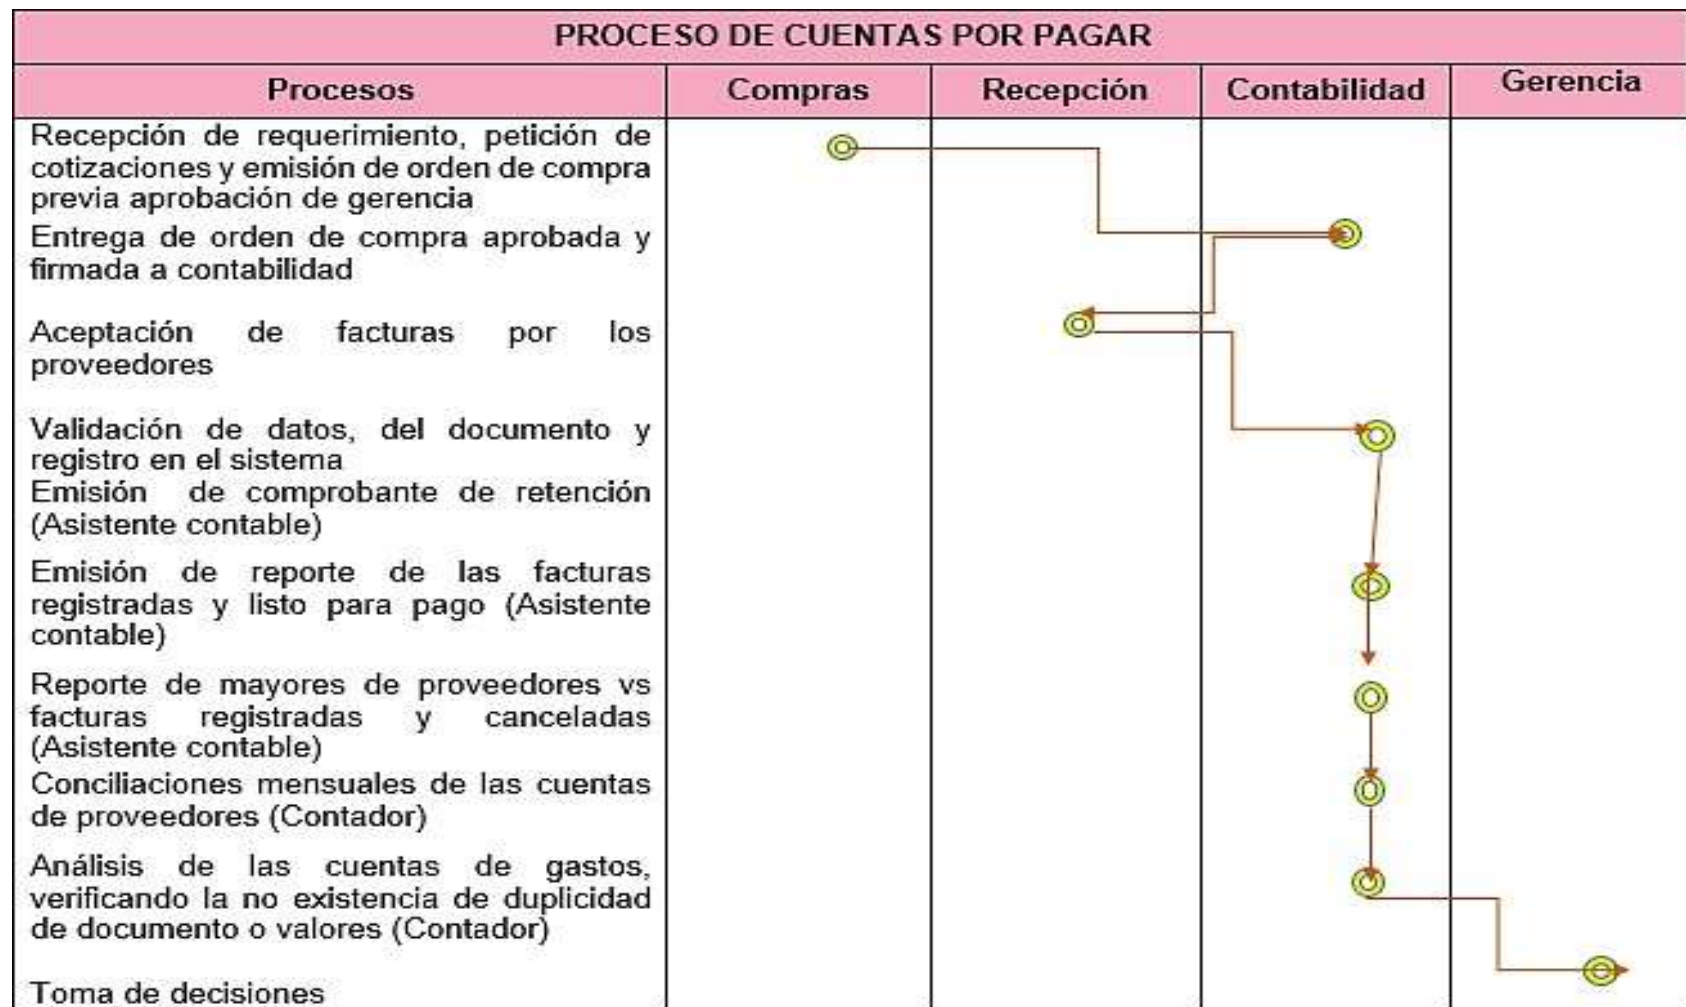 PROCESO DE CUENTAS POR PAGAR
Procesos Compras Recepción Contabilidad Gerencia
Recepción de requerimiento, petición de
cotizaciones y emisión de orden de compra
previa aprobación de gerencia
Entrega de orden de compra aprobada y
firmada a contabilidad
Aceptación de facturas por los
proveedores
Validación de datos, del documento y
registro en el sistema
Emisión de comprobante de retención
(Asistente contable)
Emisión de reporte de las facturas
registradas y listo para pago (Asistente
contable)
Reporte de mayores de proveedores vs
facturas registradas y canceladas
(Asistente contable)
Conciliaciones mensuales de las cuentas
de proveedores (Contador)
Análisis de las cuentas de gastos,
verificando la no existencia de duplicidad
de documento o valores (Contador)
Toma de decisiones